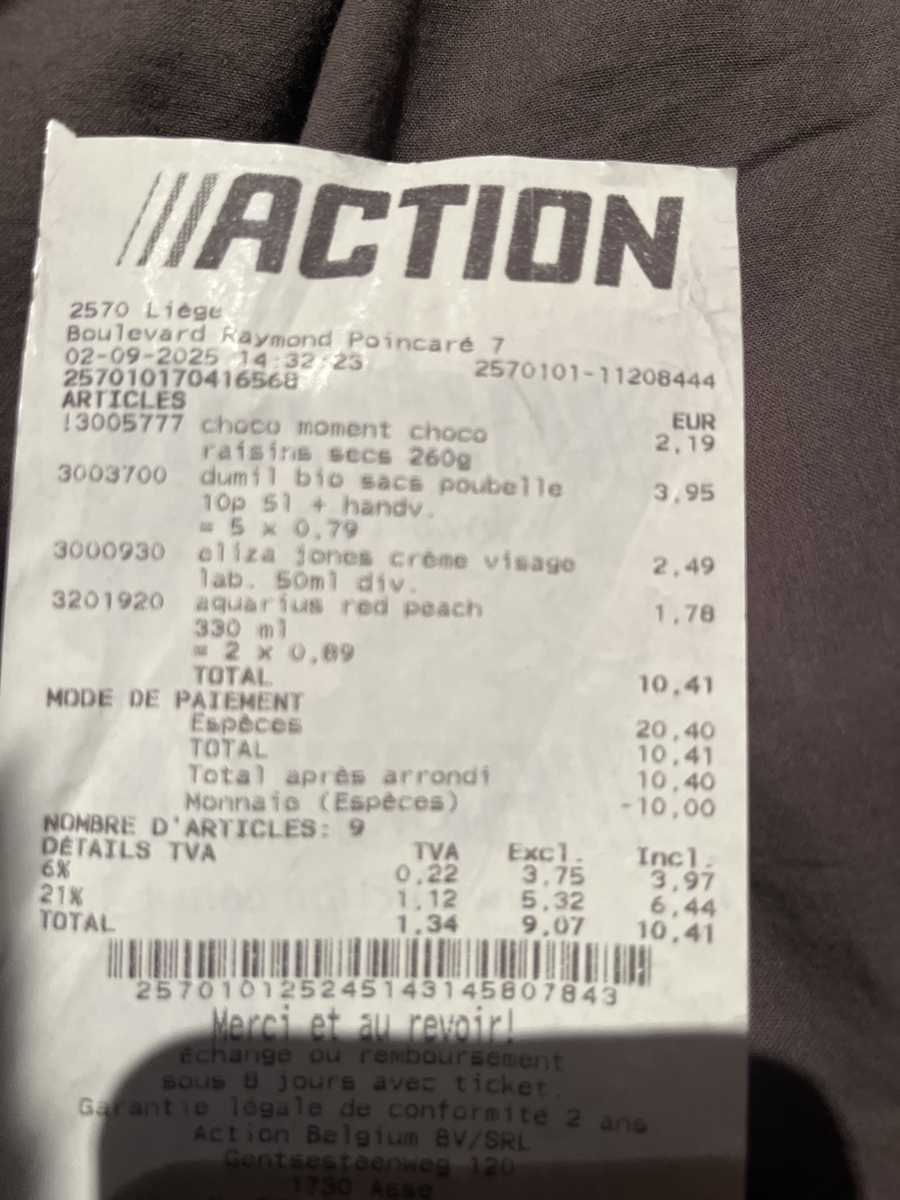 ///ACTION
2570 Liège
Boulevard Raymond Poincaré 7
02-09-2025 14:32:23 2570101-11208444
257010170416568
ARTICLES EUR
!3005777 choco moment choco 2,19
raisins secs 260g
3003700 dumil bio sacs poubelle 3,95
10p 5l + handv.
= 5 x 0,79
3000930 eliza jones crème visage 2,49
lab. 50ml div.
3201920 aquarius red peach 1,78
330 ml
= 2 x 0,89
TOTAL 10,41
MODE DE PAIEMENT
Espèces 20,40
TOTAL 10,41
Total après arrondi 10,40
Monnaie (Espèces) -10,00
NOMBRE D'ARTICLES: 9
DÉTAILS TVA TVA Excl. Incl.
6% 0,22 3,75 3,97
21% 1,12 5,32 6,44
TOTAL 1,34 9,07 10,41
257010125245143145807843
Merci et au revoir!
échange ou remboursement
sous 8 jours avec ticket.
Garantie légale de conformité 2 ans
Action Belgium BV/SRL
Gentsesteenweg 120
1730 Asse